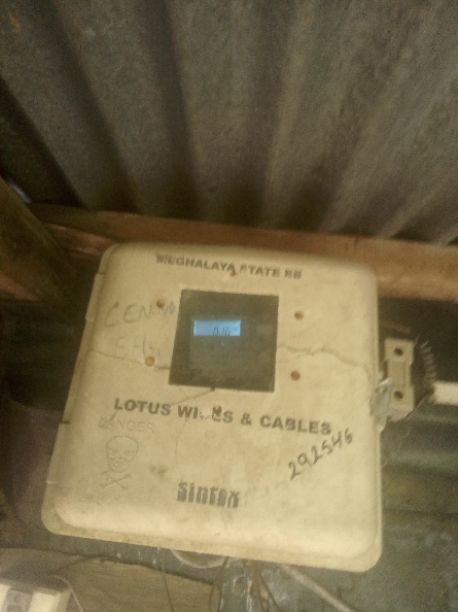 MEGHALAYA STATE EB
LOTUS WIRES & CABLES
DANGER
292546
Sintex